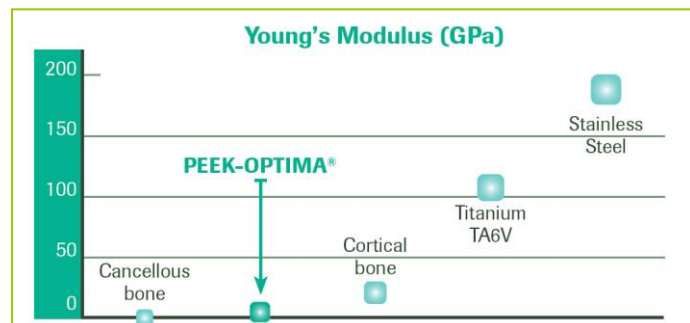 Young's Modulus (GPa)
200
150
100
50
0
PEEK-OPTIMA®
Cancellous
bone
Cortical
bone
Titanium
TA6V
Stainless
Steel